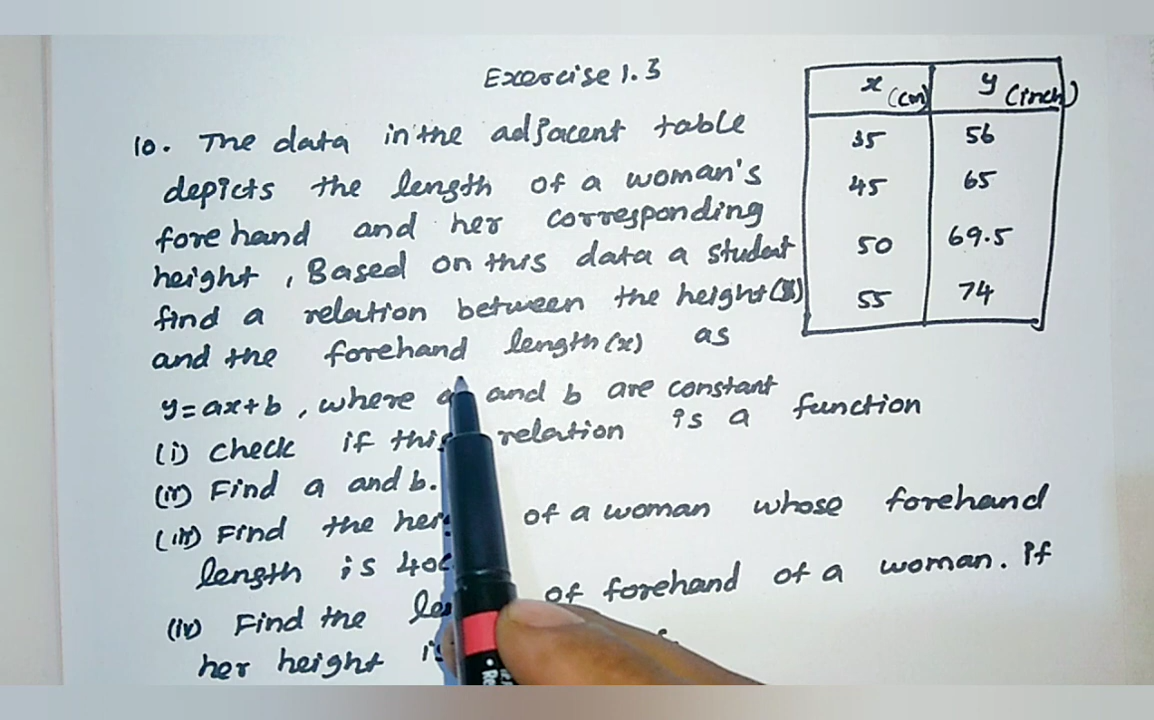 Exercise 1.3
10. The data in the adjacent table
depicts the length of a woman's
fore hand and her corresponding
height, Based on this data a student
find a relation between the height
and the forehand length (x) as
y = ax + b, where and b are constant
(i) check if this relation is a function
(ii) Find a and b.
(iii) Find the of a woman whose forehand
length is
(iv) Find the of forehand of a woman. If
her height
x (cm) y (inch)
35 56
45 65
50 69.5
55 74